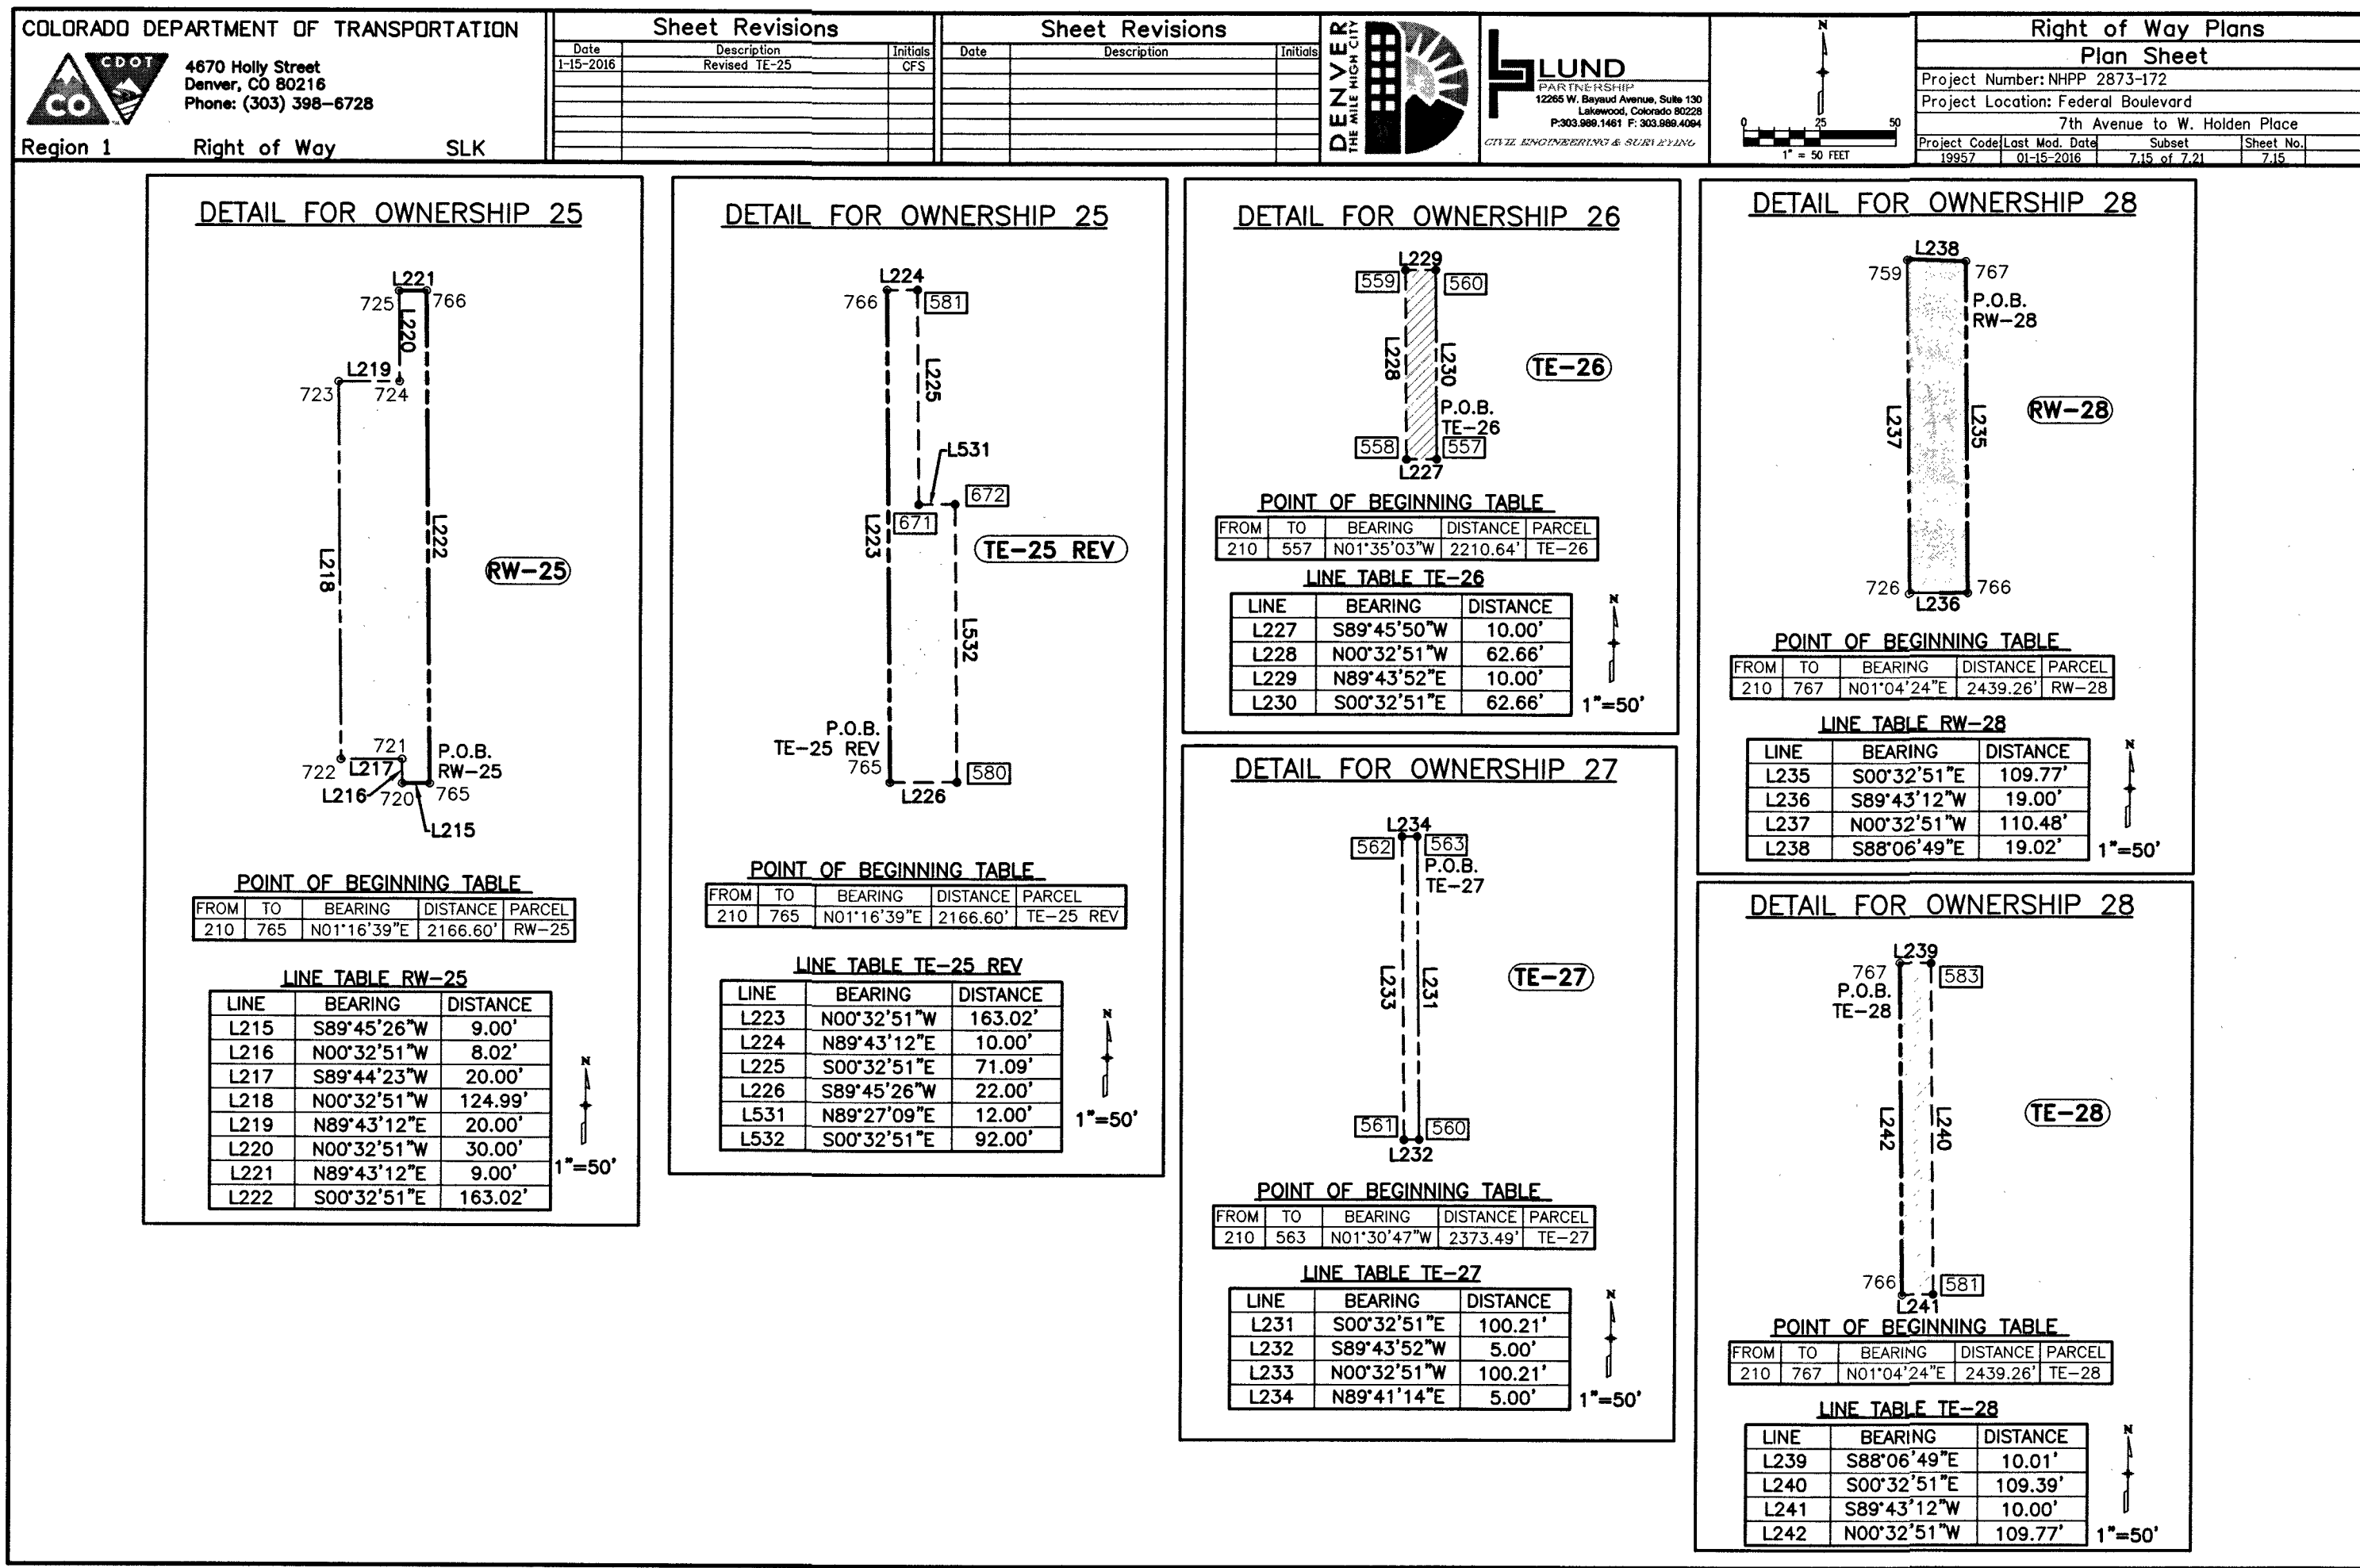 COLORADO DEPARTMENT OF TRANSPORTATION
CDOT
CO
4670 Holly Street
Denver, CO 80216
Phone: (303) 398-6728
Region 1 Right of Way SLK
Sheet Revisions
Date Description Initials
1-15-2016 Revised TE-25 CFS
Sheet Revisions
Date Description Initials
DENVER
THE MILE HIGH CITY
LUND
PARTNERSHIP
12265 W. Bayaud Avenue, Suite 130
Lakewood, Colorado 80228
P:303.989.1461 F: 303.989.4094
CIVIL ENGINEERING & SURVEYING
N
0 25 50
1" = 50 FEET
Right of Way Plans
Plan Sheet
Project Number: NHPP 2873-172
Project Location: Federal Boulevard
7th Avenue to W. Holden Place
Project Code Last Mod. Date Subset Sheet No.
19957 01-15-2016 7.15 of 7.21 7.15
DETAIL FOR OWNERSHIP 25
L221
725 766
L220
L219
723 724
L218
L222
RW-25
721
P.O.B.
RW-25
722 L217
L216 720 765
L215
POINT OF BEGINNING TABLE
FROM TO BEARING DISTANCE PARCEL
210 765 N01°16'39"E 2166.60' RW-25
LINE TABLE RW-25
LINE BEARING DISTANCE
L215 S89°45'26"W 9.00'
L216 N00°32'51"W 8.02'
L217 S89°44'23"W 20.00'
L218 N00°32'51"W 124.99'
L219 N89°43'12"E 20.00'
L220 N00°32'51"W 30.00'
L221 N89°43'12"E 9.00'
L222 S00°32'51"E 163.02'
N
1"=50'
DETAIL FOR OWNERSHIP 25
L224
766 581
L225
L531
672
671
L223
TE-25 REV
L532
P.O.B.
TE-25 REV
765 580
L226
POINT OF BEGINNING TABLE
FROM TO BEARING DISTANCE PARCEL
210 765 N01°16'39"E 2166.60' TE-25 REV
LINE TABLE TE-25 REV
LINE BEARING DISTANCE
L223 N00°32'51"W 163.02'
L224 N89°43'12"E 10.00'
L225 S00°32'51"E 71.09'
L226 S89°45'26"W 22.00'
L531 N89°27'09"E 12.00'
L532 S00°32'51"E 92.00'
N
1"=50'
DETAIL FOR OWNERSHIP 26
L229
559 560
L228 L230
TE-26
P.O.B.
TE-26
558 557
L227
POINT OF BEGINNING TABLE
FROM TO BEARING DISTANCE PARCEL
210 557 N01°35'03"W 2210.64' TE-26
LINE TABLE TE-26
LINE BEARING DISTANCE
L227 S89°45'50"W 10.00'
L228 N00°32'51"W 62.66'
L229 N89°43'52"E 10.00'
L230 S00°32'51"E 62.66'
N
1"=50'
DETAIL FOR OWNERSHIP 27
L234
562 563
P.O.B.
TE-27
L233 L231
TE-27
561 560
L232
POINT OF BEGINNING TABLE
FROM TO BEARING DISTANCE PARCEL
210 563 N01°30'47"W 2373.49' TE-27
LINE TABLE TE-27
LINE BEARING DISTANCE
L231 S00°32'51"E 100.21'
L232 S89°43'52"W 5.00'
L233 N00°32'51"W 100.21'
L234 N89°41'14"E 5.00'
N
1"=50'
DETAIL FOR OWNERSHIP 28
L238
759 767
P.O.B.
RW-28
L237 L235
RW-28
726 766
L236
POINT OF BEGINNING TABLE
FROM TO BEARING DISTANCE PARCEL
210 767 N01°04'24"E 2439.26' RW-28
LINE TABLE RW-28
LINE BEARING DISTANCE
L235 S00°32'51"E 109.77'
L236 S89°43'12"W 19.00'
L237 N00°32'51"W 110.48'
L238 S88°06'49"E 19.02'
N
1"=50'
DETAIL FOR OWNERSHIP 28
L239
767 583
P.O.B.
TE-28
L242 L240
TE-28
766 581
L241
POINT OF BEGINNING TABLE
FROM TO BEARING DISTANCE PARCEL
210 767 N01°04'24"E 2439.26' TE-28
LINE TABLE TE-28
LINE BEARING DISTANCE
L239 S88°06'49"E 10.01'
L240 S00°32'51"E 109.39'
L241 S89°43'12"W 10.00'
L242 N00°32'51"W 109.77'
N
1"=50'